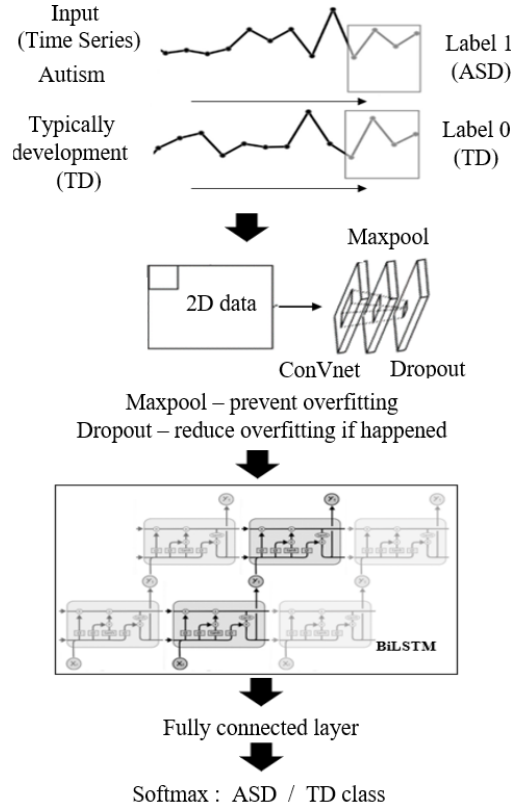 Input
(Time Series)
Autism
Label 1
(ASD)
Typically
development
(TD)
Label 0
(TD)
Maxpool
2D data
ConVnet
Dropout
Maxpool – prevent overfitting
Dropout – reduce overfitting if happened
BiLSTM
Fully connected layer
Softmax : ASD / TD class